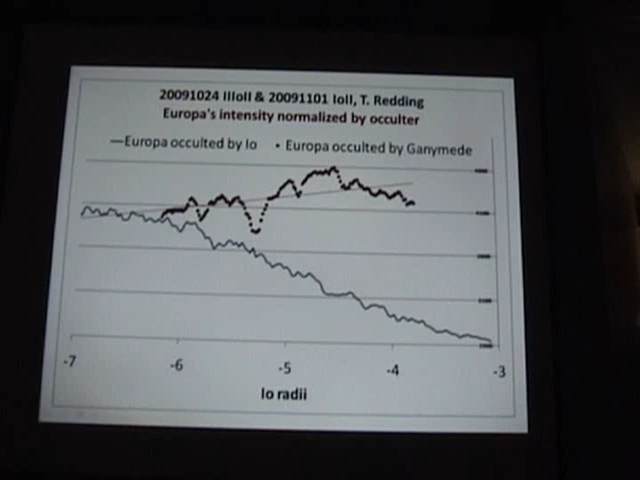 20091024 IIIoII & 20091101 IoII, T. Redding
Europa's intensity normalized by occulter
—Europa occulted by Io • Europa occulted by Ganymede
-7 -6 -5 -4 -3
Io radii